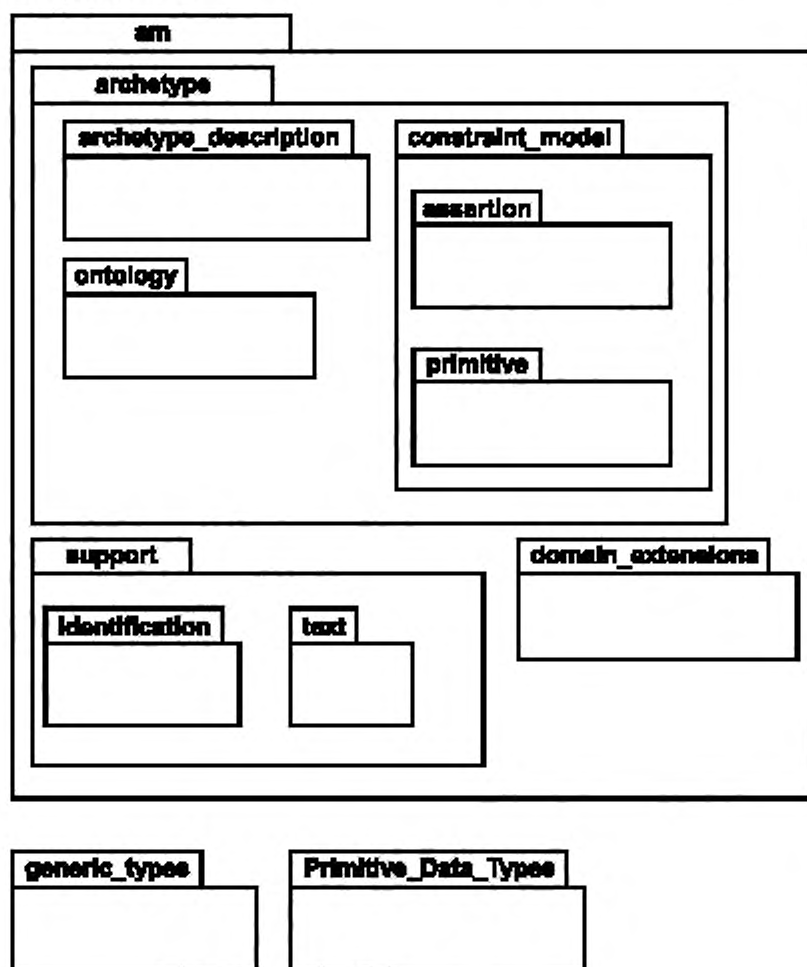 am
archetype
archetype_description
constraint_model
assertion
ontology
primitive
support
domain_extensions
identification
text
generic_types
Primitive_Data_Types